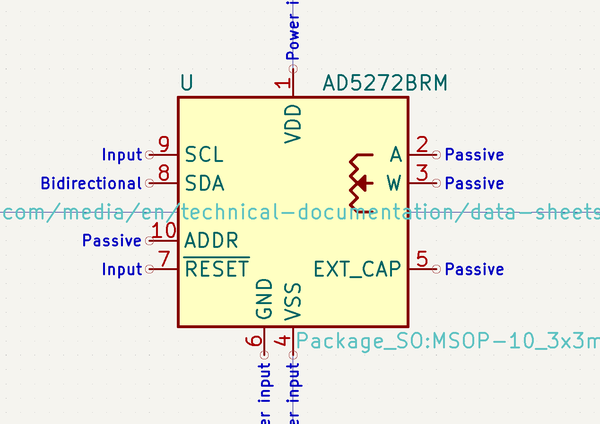 Power i
1
U AD5272BRM
VDD
Input 9 SCL A 2 Passive
Bidirectional 8 SDA W 3 Passive
com/media/en/technical-documentation/data-sheets
Passive 10 ADDR
Input 7 RESET EXT_CAP 5 Passive
GND VSS
6 4
Package_SO:MSOP-10_3x3m
er input er input